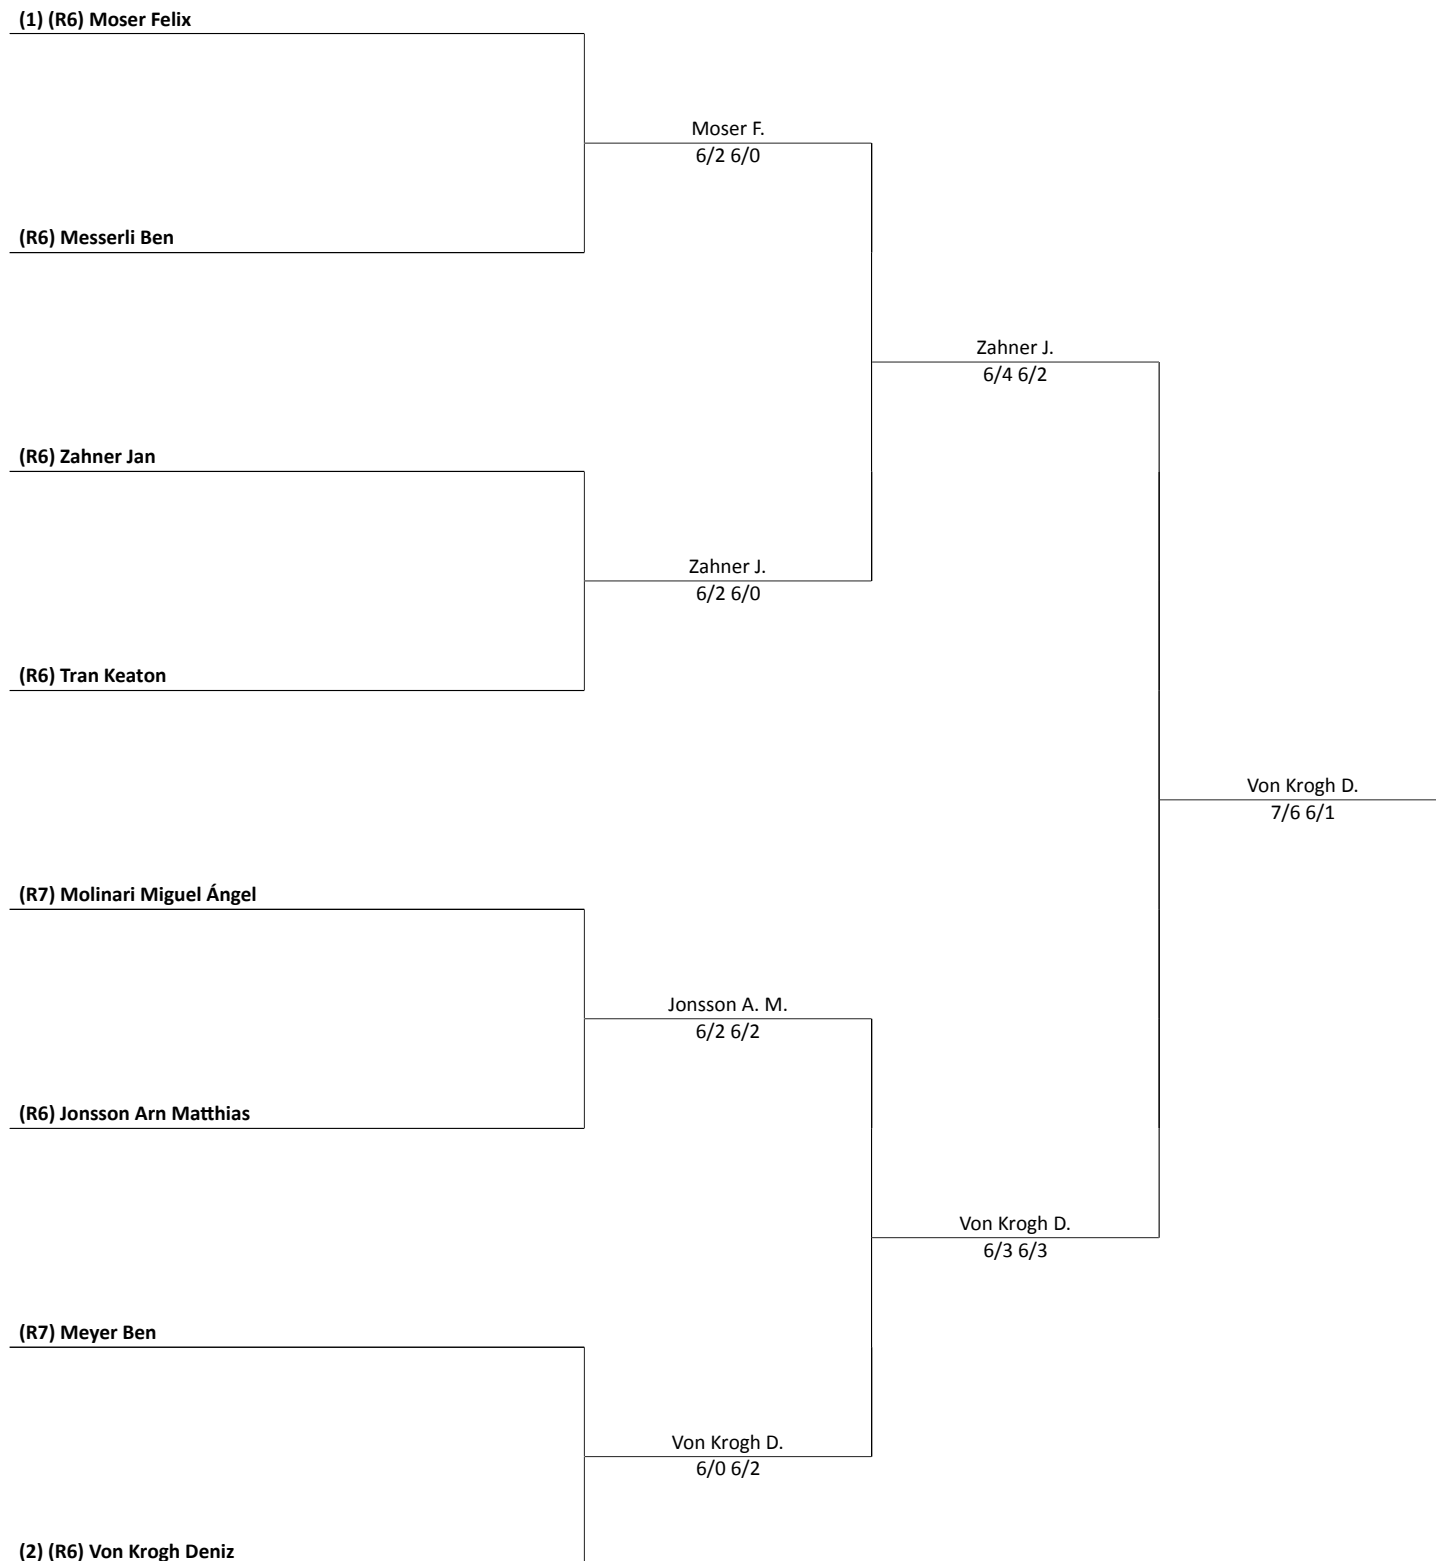 (1) (R6) Moser Felix
Moser F.
6/2 6/0
(R6) Messerli Ben
Zahner J.
6/4 6/2
(R6) Zahner Jan
Zahner J.
6/2 6/0
(R6) Tran Keaton
Von Krogh D.
7/6 6/1
(R7) Molinari Miguel Ángel
Jonsson A. M.
6/2 6/2
(R6) Jonsson Arn Matthias
Von Krogh D.
6/3 6/3
(R7) Meyer Ben
Von Krogh D.
6/0 6/2
(2) (R6) Von Krogh Deniz